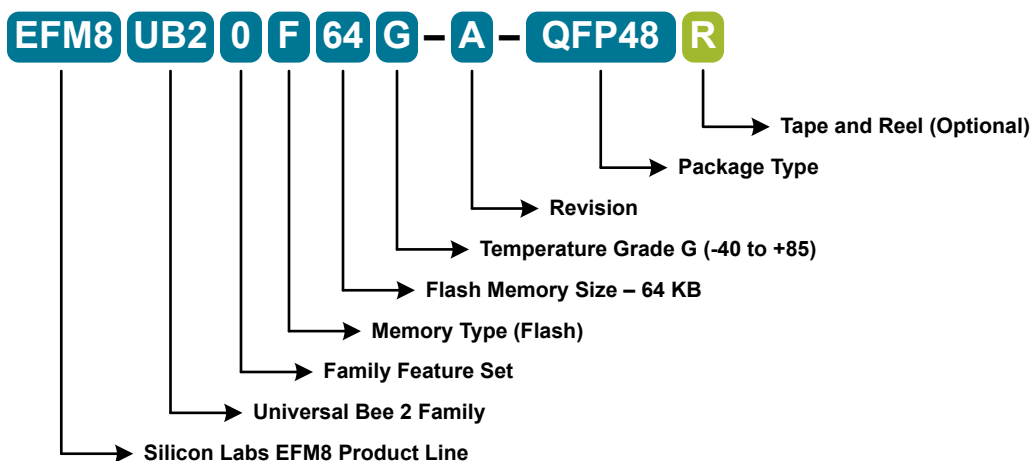 EFM8 UB2 0 F 64 G – A – QFP48 R
Tape and Reel (Optional)
Package Type
Revision
Temperature Grade G (-40 to +85)
Flash Memory Size – 64 KB
Memory Type (Flash)
Family Feature Set
Universal Bee 2 Family
Silicon Labs EFM8 Product Line